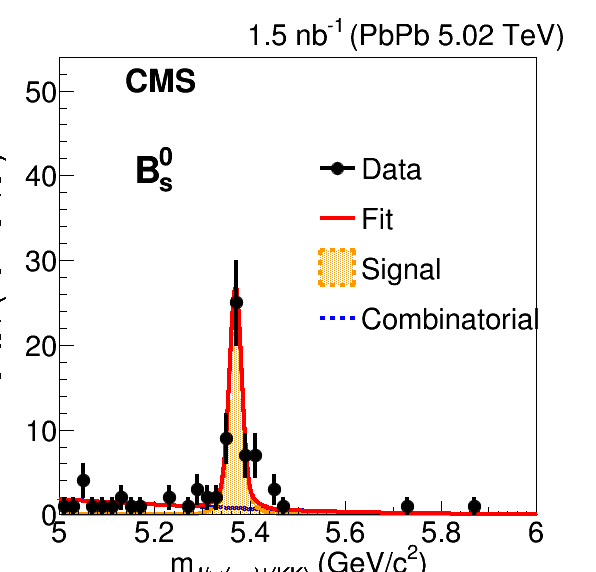 1.5 nb-1 (PbPb 5.02 TeV)
CMS
B0s
Data
Fit
Signal
Combinatorial
50
40
30
20
10
0
5 5.2 5.4 5.6 5.8 6
m (GeV/c2)